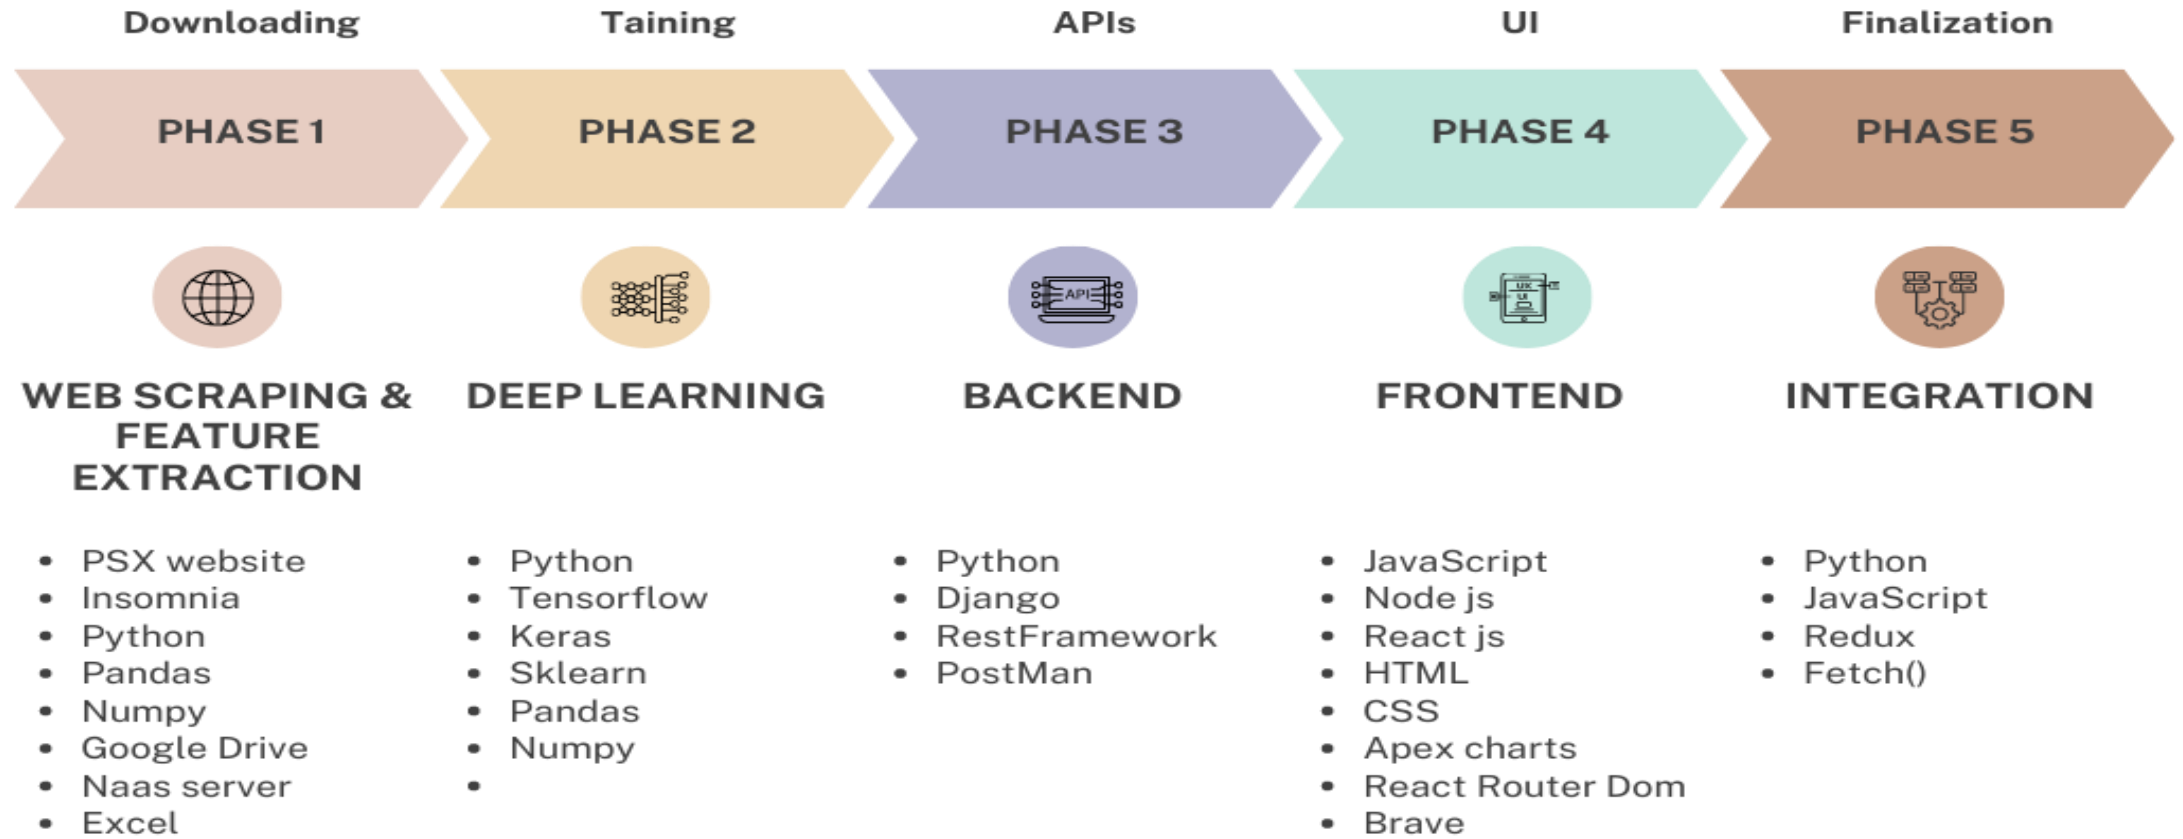 Downloading
Taining
APIs
UI
Finalization
PHASE 1
PHASE 2
PHASE 3
PHASE 4
PHASE 5
API
UX
UI
WEB SCRAPING &
FEATURE
EXTRACTION
DEEP LEARNING
BACKEND
FRONTEND
INTEGRATION
• PSX website
• Insomnia
• Python
• Pandas
• Numpy
• Google Drive
• Naas server
• Excel
• Python
• Tensorflow
• Keras
• Sklearn
• Pandas
• Numpy
•
• Python
• Django
• RestFramework
• PostMan
• JavaScript
• Node js
• React js
• HTML
• CSS
• Apex charts
• React Router Dom
• Brave
• Python
• JavaScript
• Redux
• Fetch()